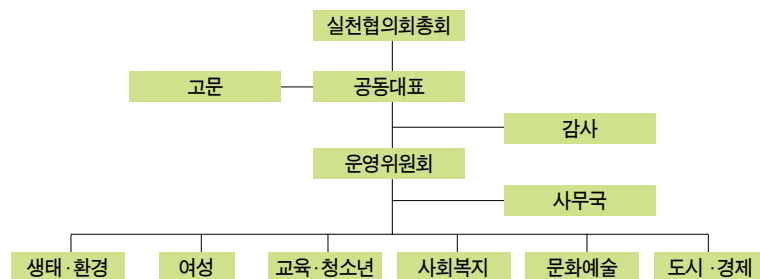 실천협의회총회
고문
공동대표
감사
운영위원회
사무국
생태·환경
여성
교육·청소년
사회복지
문화예술
도시·경제